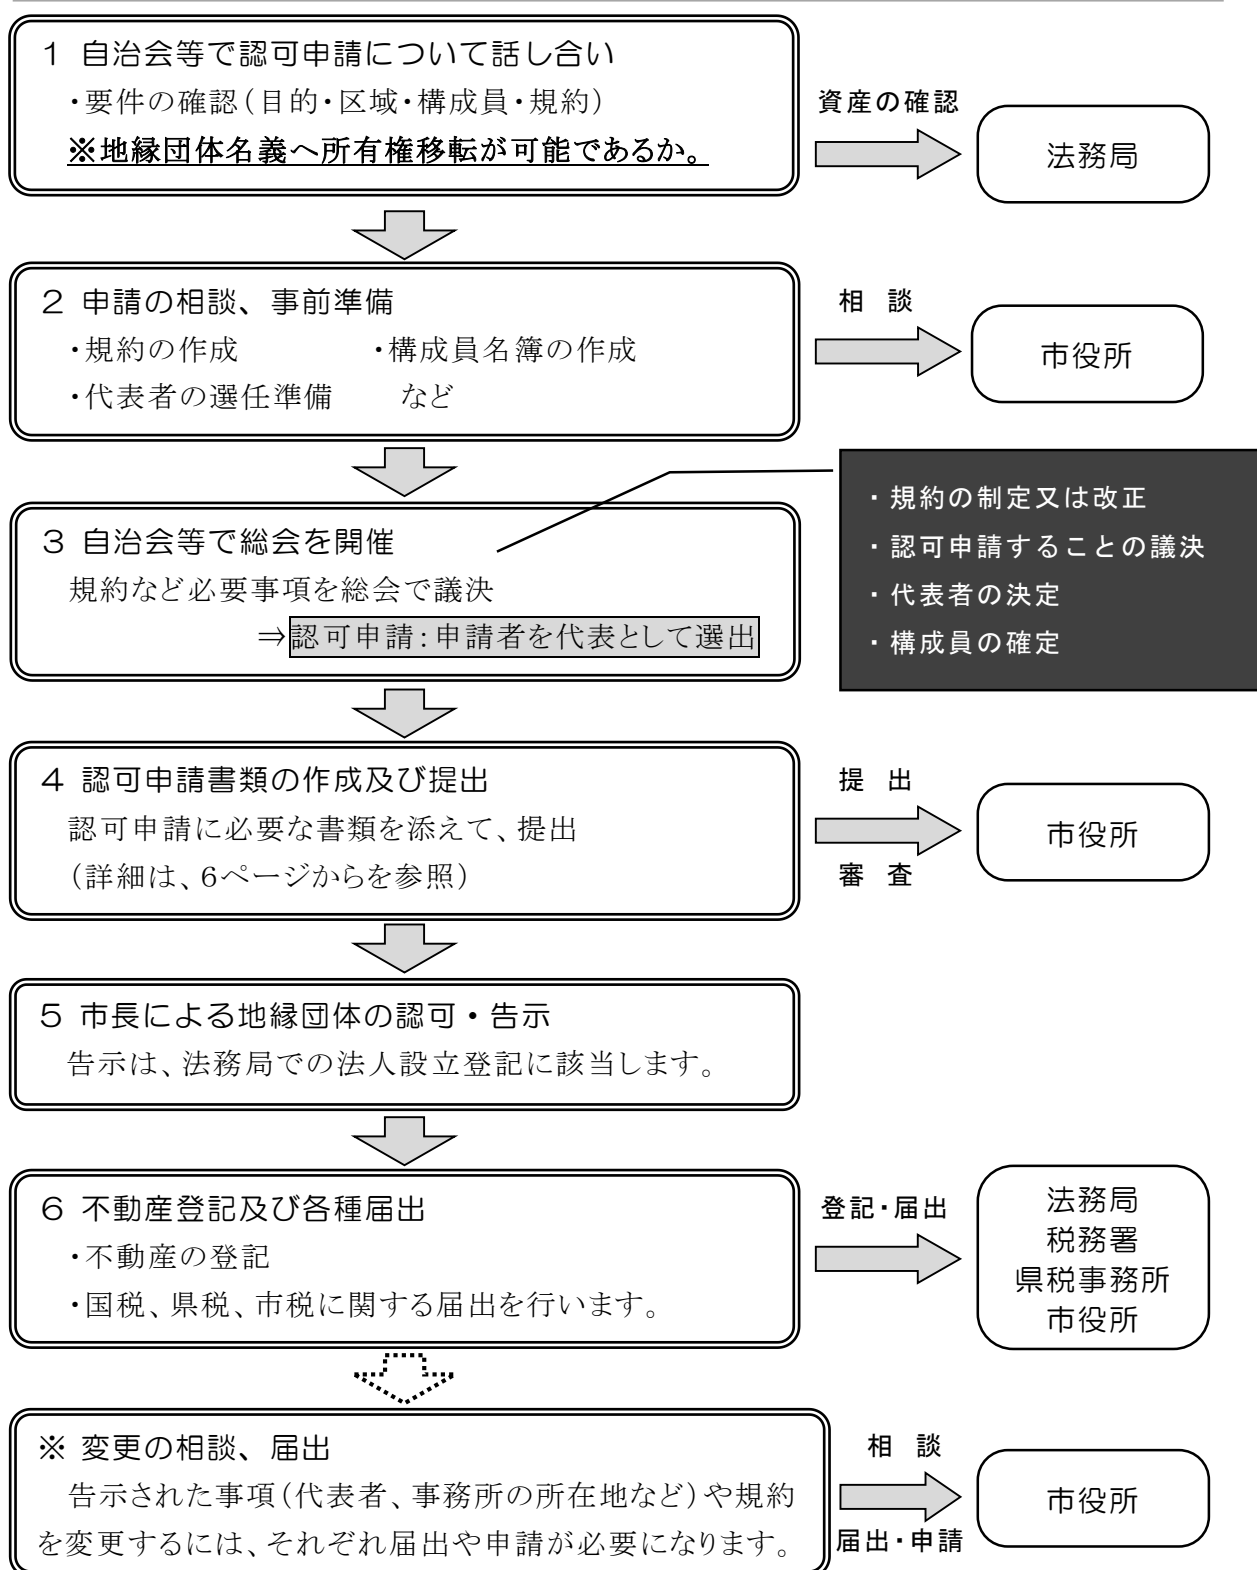 1 自治会等で認可申請について話し合い
・要件の確認(目的・区域・構成員・規約)
※地縁団体名義へ所有権移転が可能であるか。
資産の確認
法務局
2 申請の相談、事前準備
・規約の作成 ・構成員名簿の作成
・代表者の選任準備 など
相 談
市役所
3 自治会等で総会を開催
規約など必要事項を総会で議決
⇒認可申請:申請者を代表として選出
・規約の制定又は改正
・認可申請することの議決
・代表者の決定
・構成員の確定
4 認可申請書類の作成及び提出
認可申請に必要な書類を添えて、提出
(詳細は、6ページからを参照)
提 出
審 査
市役所
5 市長による地縁団体の認可・告示
告示は、法務局での法人設立登記に該当します。
6 不動産登記及び各種届出
・不動産の登記
・国税、県税、市税に関する届出を行います。
登記・届出
法務局
税務署
県税事務所
市役所
※ 変更の相談、届出
告示された事項(代表者、事務所の所在地など)や規約
を変更するには、それぞれ届出や申請が必要になります。
相 談
届出・申請
市役所